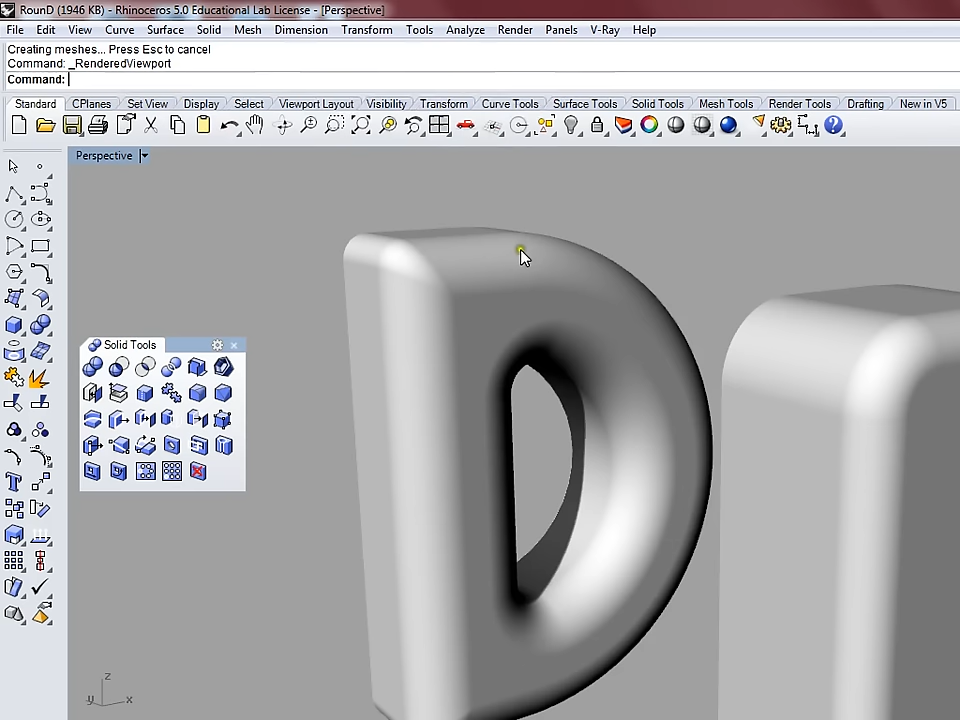 RounD (1946 KB) - Rhinoceros 5.0 Educational Lab License - [Perspective]
File Edit View Curve Surface Solid Mesh Dimension Transform Tools Analyze Render Panels V-Ray Help
Creating meshes... Press Esc to cancel
Command: _RenderedViewport
Command:
Standard CPlanes Set View Display Select Viewport Layout Visibility Transform Curve Tools Surface Tools Solid Tools Mesh Tools Render Tools Drafting New in V5
Perspective
Solid Tools
z
y x